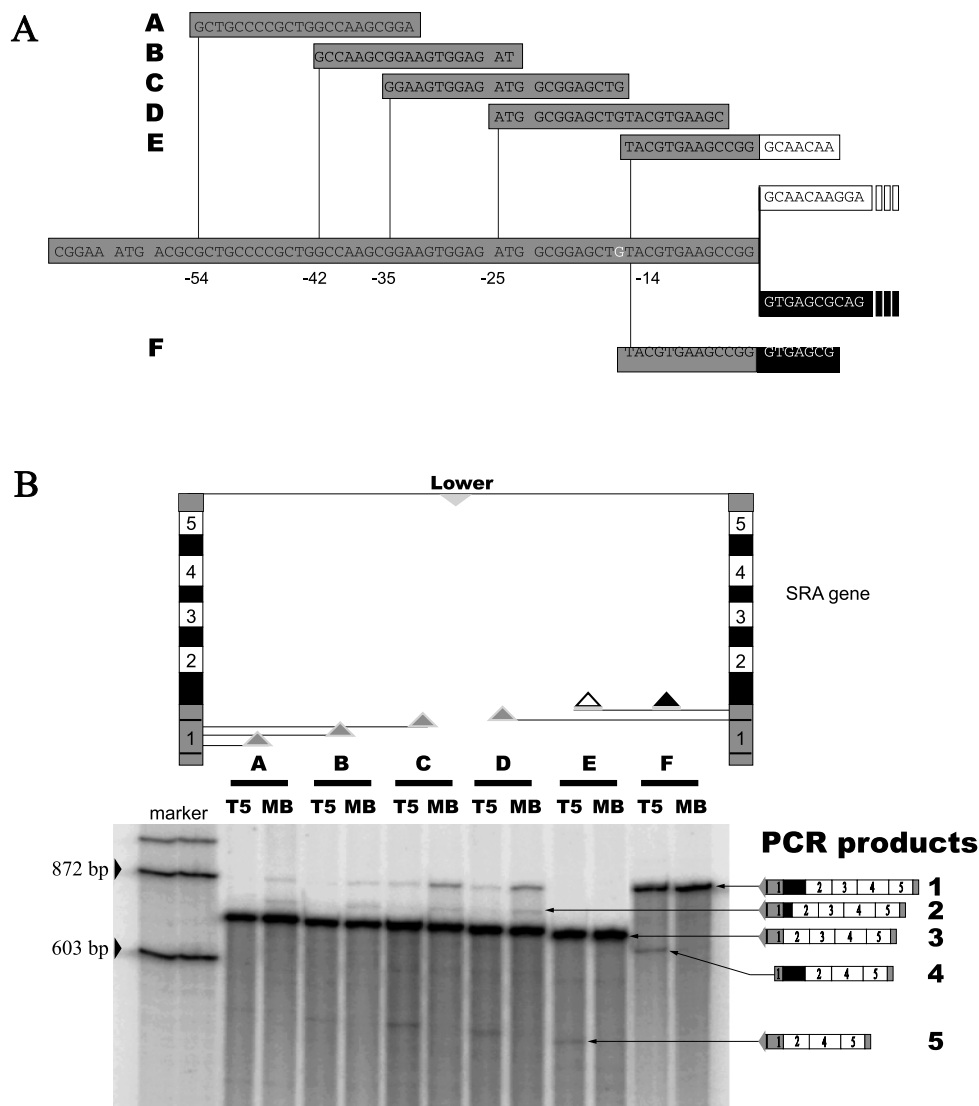 A
A GCTGCCCCGCTGGCCAAGCGGA
B GCCAAGCGGAAGTGGAG AT
C GGAAGTGGAG ATG GCGGAGCTG
D ATG GCGGAGCTGTACGTGAAGC
E TACGTGAAGCCGG GCAACAA
GCAACAAGGA
CGGAA ATG ACGCGCTGCCCCGCTGGCCAAGCGGAAGTGGAG ATG GCGGAGCTGTACGTGAAGCCGG
-54 -42 -35 -25 -14
GTGAGCGCAG
F TACGTGAAGCCGG GTGAGCG
B
Lower
5 5
4 4
SRA gene
3 3
2 2
1 1
A B C D E F
T5 MB T5 MB T5 MB T5 MB T5 MB T5 MB
marker
PCR products
872 bp
1 2 3 4 5 1
1 2 3 4 5 2
1 2 3 4 5 3
603 bp
1 2 4 5 4
1 2 4 5 5